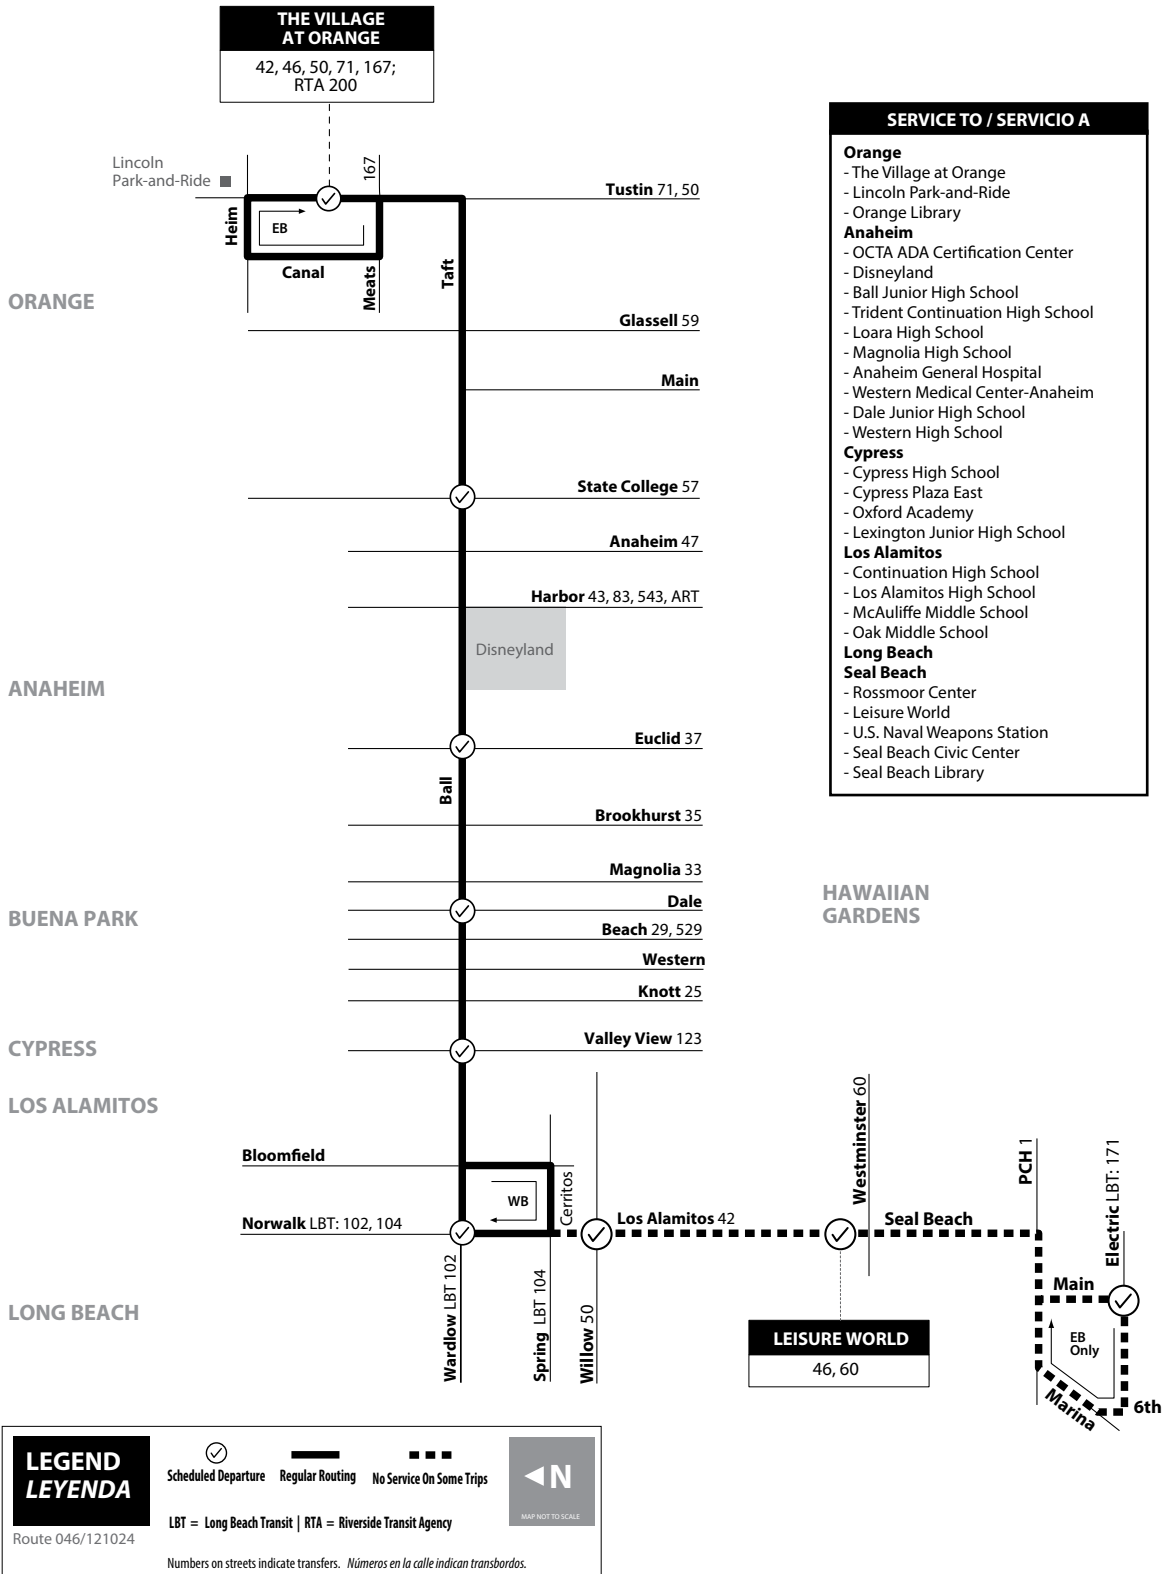 THE VILLAGE
AT ORANGE
42, 46, 50, 71, 167;
RTA 200
Lincoln
Park-and-Ride
167
Tustin 71, 50
Heim
EB
Canal
Meats
Taft
ORANGE
Glassell 59
Main
State College 57
Anaheim 47
Harbor 43, 83, 543, ART
Disneyland
ANAHEIM
Euclid 37
Ball
Brookhurst 35
Magnolia 33
Dale
BUENA PARK
Beach 29, 529
Western
Knott 25
CYPRESS
Valley View 123
LOS ALAMITOS
Bloomfield
Norwalk LBT: 102, 104
WB
Cerritos
Los Alamitos 42
Westminster 60
Seal Beach
PCH 1
Electric LBT: 171
Main
EB
Only
Marina
6th
LONG BEACH
Wardlow LBT 102
Spring LBT 104
Willow 50
LEISURE WORLD
46, 60
SERVICE TO / SERVICIO A
Orange
- The Village at Orange
- Lincoln Park-and-Ride
- Orange Library
Anaheim
- OCTA ADA Certification Center
- Disneyland
- Ball Junior High School
- Trident Continuation High School
- Loara High School
- Magnolia High School
- Anaheim General Hospital
- Western Medical Center-Anaheim
- Dale Junior High School
- Western High School
Cypress
- Cypress High School
- Cypress Plaza East
- Oxford Academy
- Lexington Junior High School
Los Alamitos
- Continuation High School
- Los Alamitos High School
- McAuliffe Middle School
- Oak Middle School
Long Beach
Seal Beach
- Rossmoor Center
- Leisure World
- U.S. Naval Weapons Station
- Seal Beach Civic Center
- Seal Beach Library
HAWAIIAN
GARDENS
LEGEND
LEYENDA
Route 046/121024
Scheduled Departure
Regular Routing
No Service On Some Trips
N
MAP NOT TO SCALE
LBT = Long Beach Transit | RTA = Riverside Transit Agency
Numbers on streets indicate transfers. Números en la calle indican transbordos.